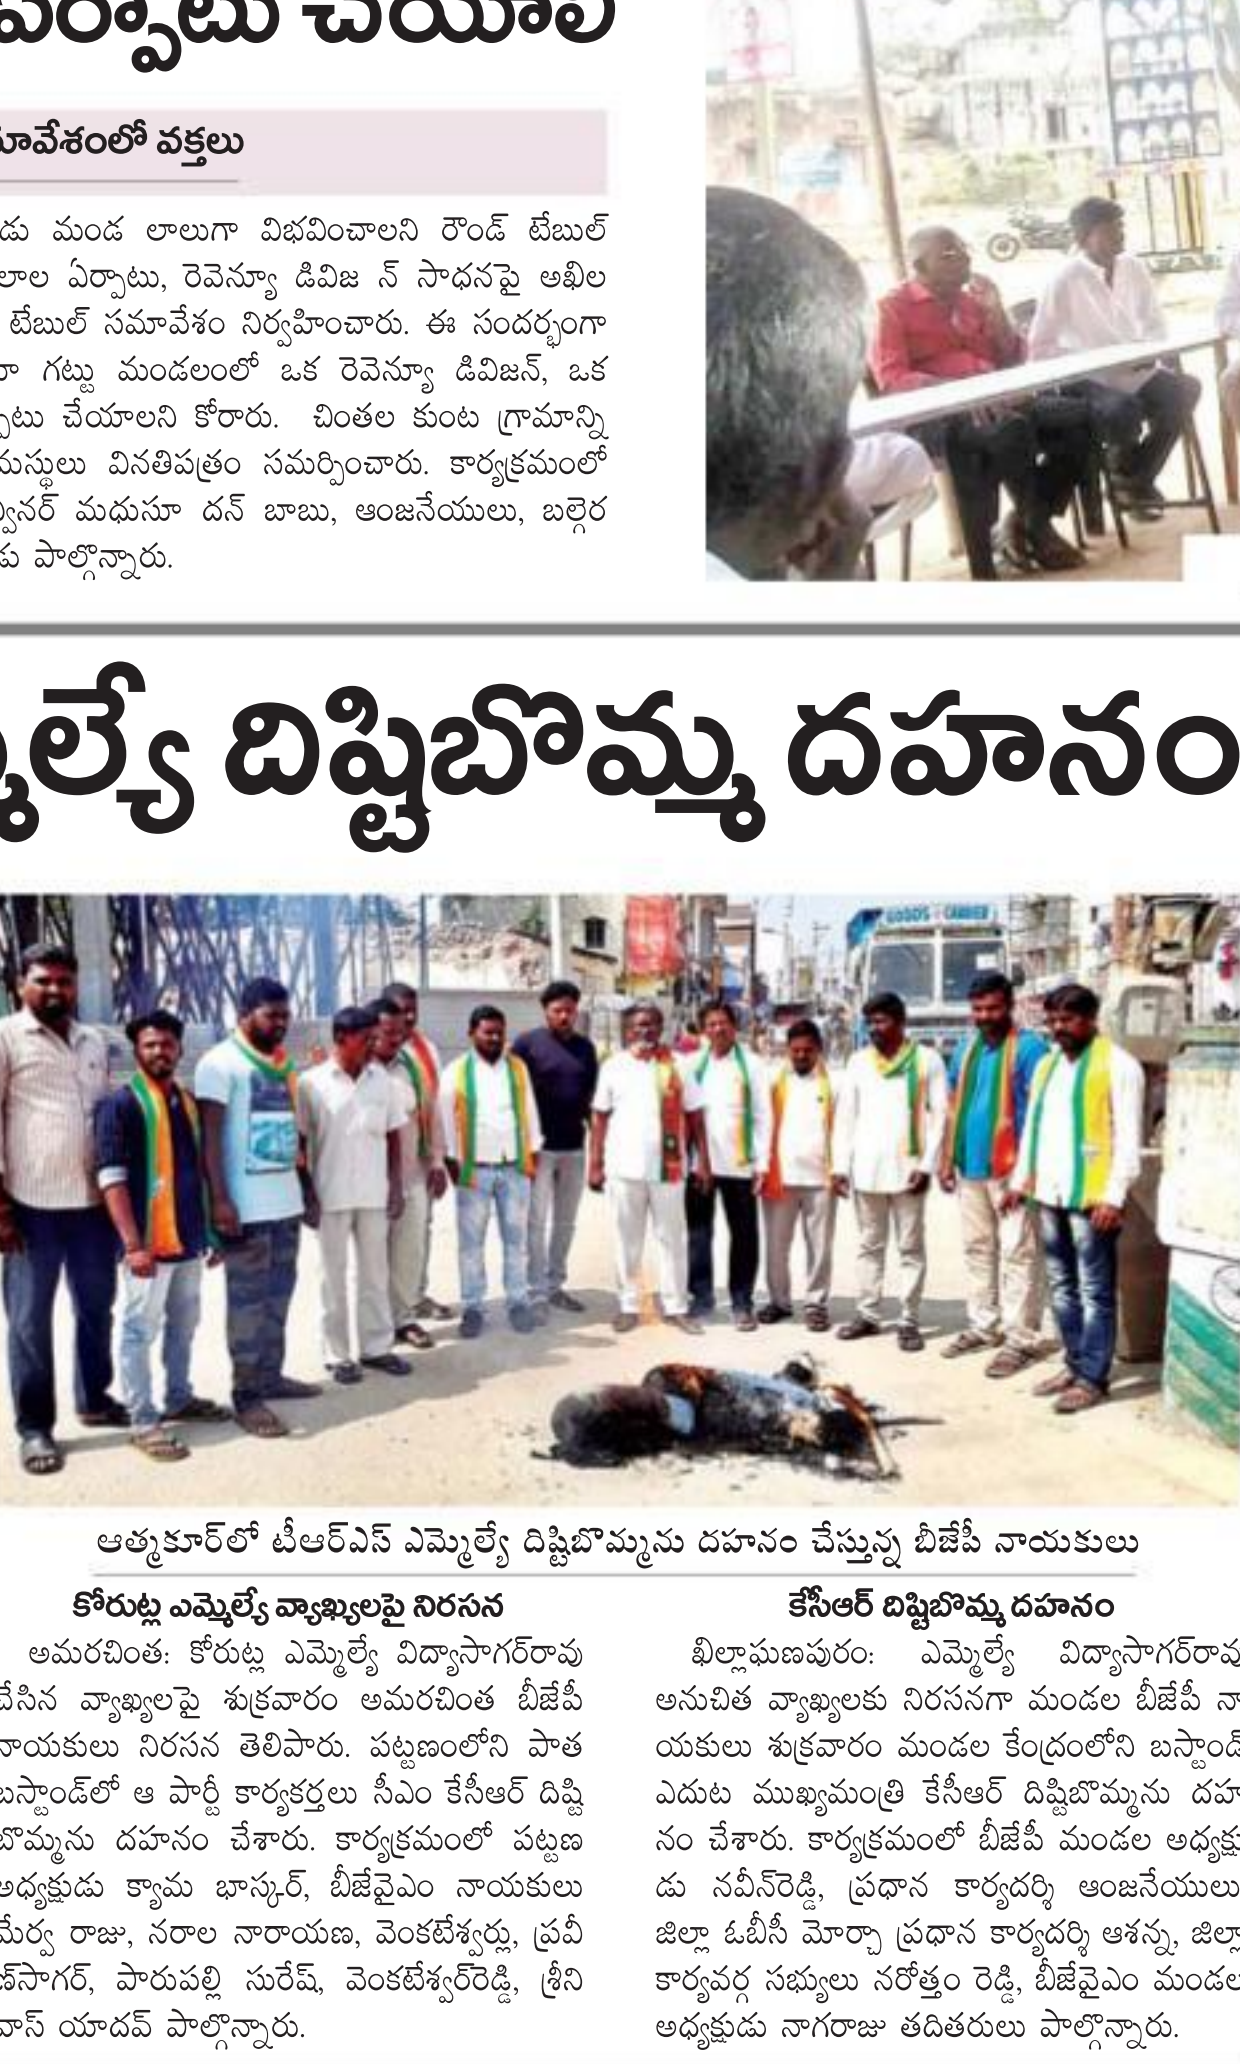 ఏర్పాటు చేయాలి
మావేశంలో వక్తలు
డు మండ లాలుగా విభవించాలని రౌండ్ టేబుల్
లాల ఏర్పాటు, రెవెన్యూ డివిజ న్ సాధనపై అఖిల
టేబుల్ సమావేశం నిర్వహించారు. ఈ సందర్భంగా
గట్టు మండలంలో ఒక రెవెన్యూ డివిజన్, ఒక
ర్పాటు చేయాలని కోరారు. చింతల కుంట గ్రామాన్ని
మస్థులు వినతిపత్రం సమర్పించారు. కార్యక్రమంలో
న్వీనర్ మధుసూ దన్ బాబు, ఆంజనేయులు, బల్గెర
డు పాల్గొన్నారు.
మ్మెల్యే దిష్టిబొమ్మ దహనం
GOODS CARRIER
ఆత్మకూర్‌లో టీఆర్ఎస్ ఎమ్మెల్యే దిష్టిబొమ్మను దహనం చేస్తున్న బీజేపీ నాయకులు
కోరుట్ల ఎమ్మెల్యే వ్యాఖ్యలపై నిరసన
అమరచింత: కోరుట్ల ఎమ్మెల్యే విద్యాసాగర్‌రావు
చేసిన వ్యాఖ్యలపై శుక్రవారం అమరచింత బీజేపీ
నాయకులు నిరసన తెలిపారు. పట్టణంలోని పాత
బస్టాండ్‌లో ఆ పార్టీ కార్యకర్తలు సీఎం కేసీఆర్ దిష్టి
బొమ్మను దహనం చేశారు. కార్యక్రమంలో పట్టణ
అధ్యక్షుడు క్యామ భాస్కర్, బీజేవైఎం నాయకులు
మేర్వ రాజు, నరాల నారాయణ, వెంకటేశ్వర్లు, ప్రవీ
ణ్‌సాగర్, పారుపల్లి సురేష్, వెంకటేశ్వర్‌రెడ్డి, శ్రీని
వాస్ యాదవ్ పాల్గొన్నారు.
కేసీఆర్ దిష్టిబొమ్మ దహనం
ఖిల్లాఘణపురం: ఎమ్మెల్యే విద్యాసాగర్‌రావు
అనుచిత వ్యాఖ్యలకు నిరసనగా మండల బీజేపీ నా
యకులు శుక్రవారం మండల కేంద్రంలోని బస్టాండ్
ఎదుట ముఖ్యమంత్రి కేసీఆర్ దిష్టిబొమ్మను దహ
నం చేశారు. కార్యక్రమంలో బీజేపీ మండల అధ్యక్షు
డు నవీన్‌రెడ్డి, ప్రధాన కార్యదర్శి ఆంజనేయులు
జిల్లా ఓబీసీ మోర్చా ప్రధాన కార్యదర్శి ఆశన్న, జిల్లా
కార్యవర్గ సభ్యులు నరోత్తం రెడ్డి, బీజేవైఎం మండల
అధ్యక్షుడు నాగరాజు తదితరులు పాల్గొన్నారు.